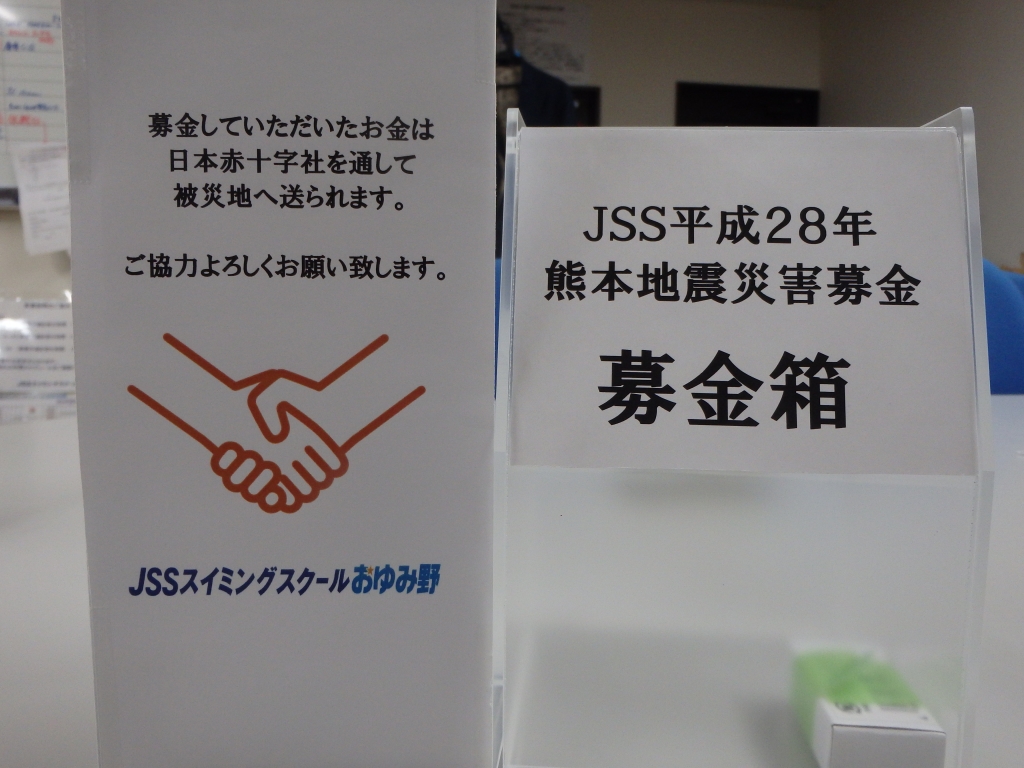 募金していただいたお金は
日本赤十字社を通して
被災地へ送られます。
ご協力よろしくお願い致します。
JSSスイミングスクールおゆみ野
JSS平成28年
熊本地震災害募金
募金箱